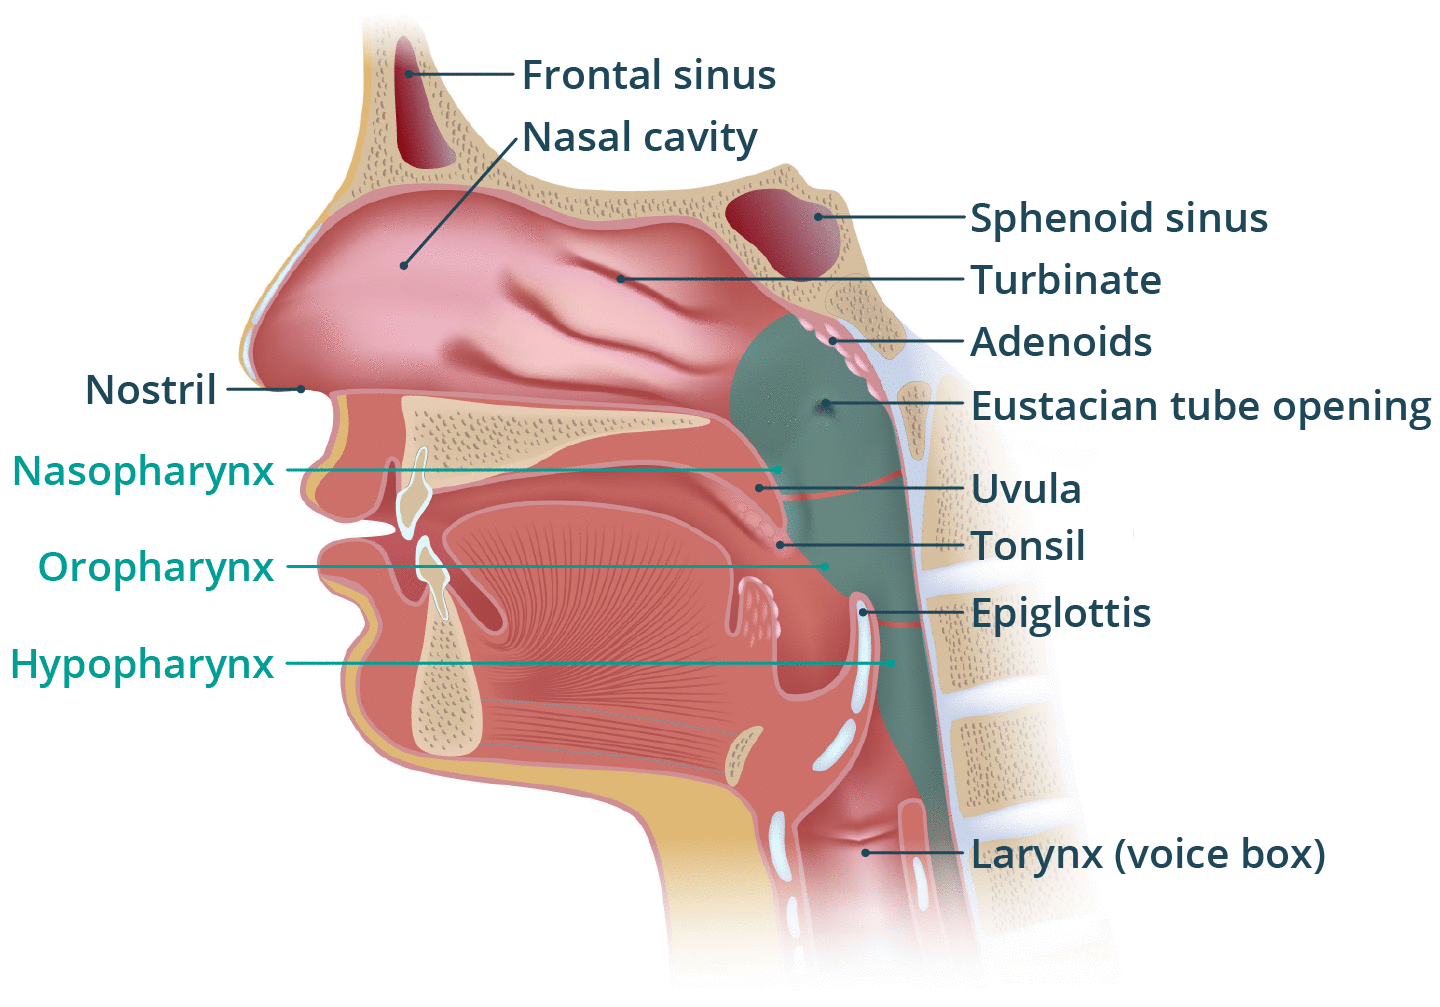 Frontal sinus
Nasal cavity
Sphenoid sinus
Turbinate
Adenoids
Nostril
Eustacian tube opening
Nasopharynx
Uvula
Tonsil
Oropharynx
Epiglottis
Hypopharynx
Larynx (voice box)